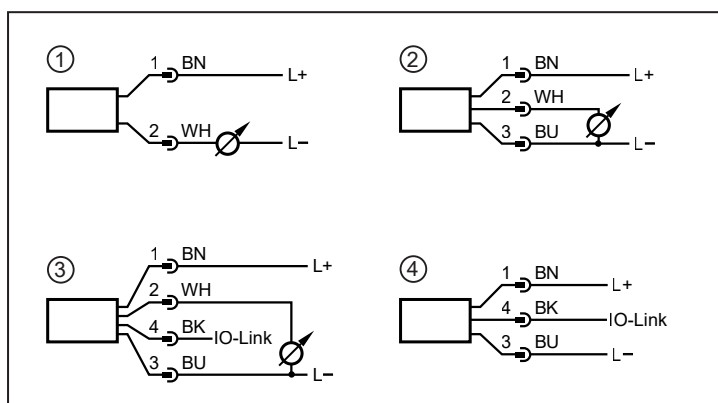 1
1 BN
L+
2 WH
L–
2
1 BN
L+
2 WH
3 BU
L–
3
1 BN
L+
2 WH
4 BK
IO-Link
3 BU
L–
4
1 BN
L+
4 BK
IO-Link
3 BU
L–